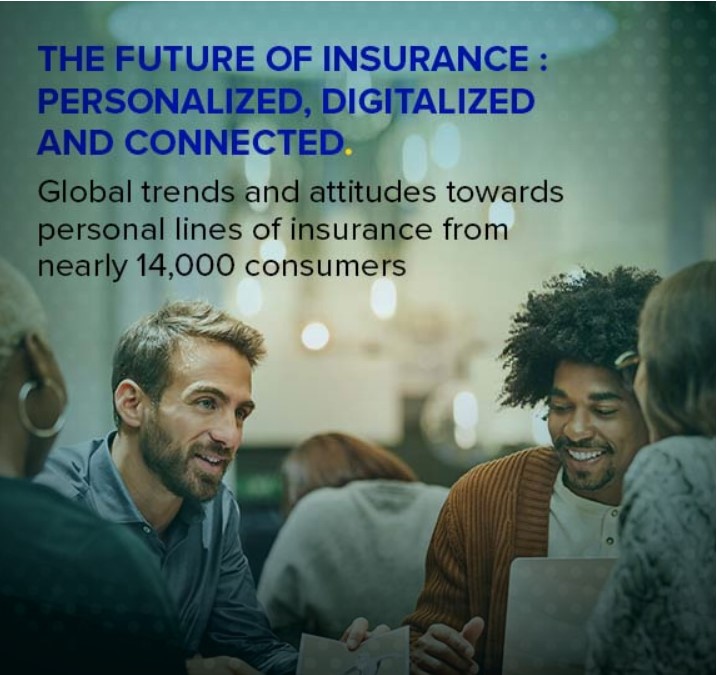 THE FUTURE OF INSURANCE :
PERSONALIZED, DIGITALIZED
AND CONNECTED.
Global trends and attitudes towards
personal lines of insurance from
nearly 14,000 consumers